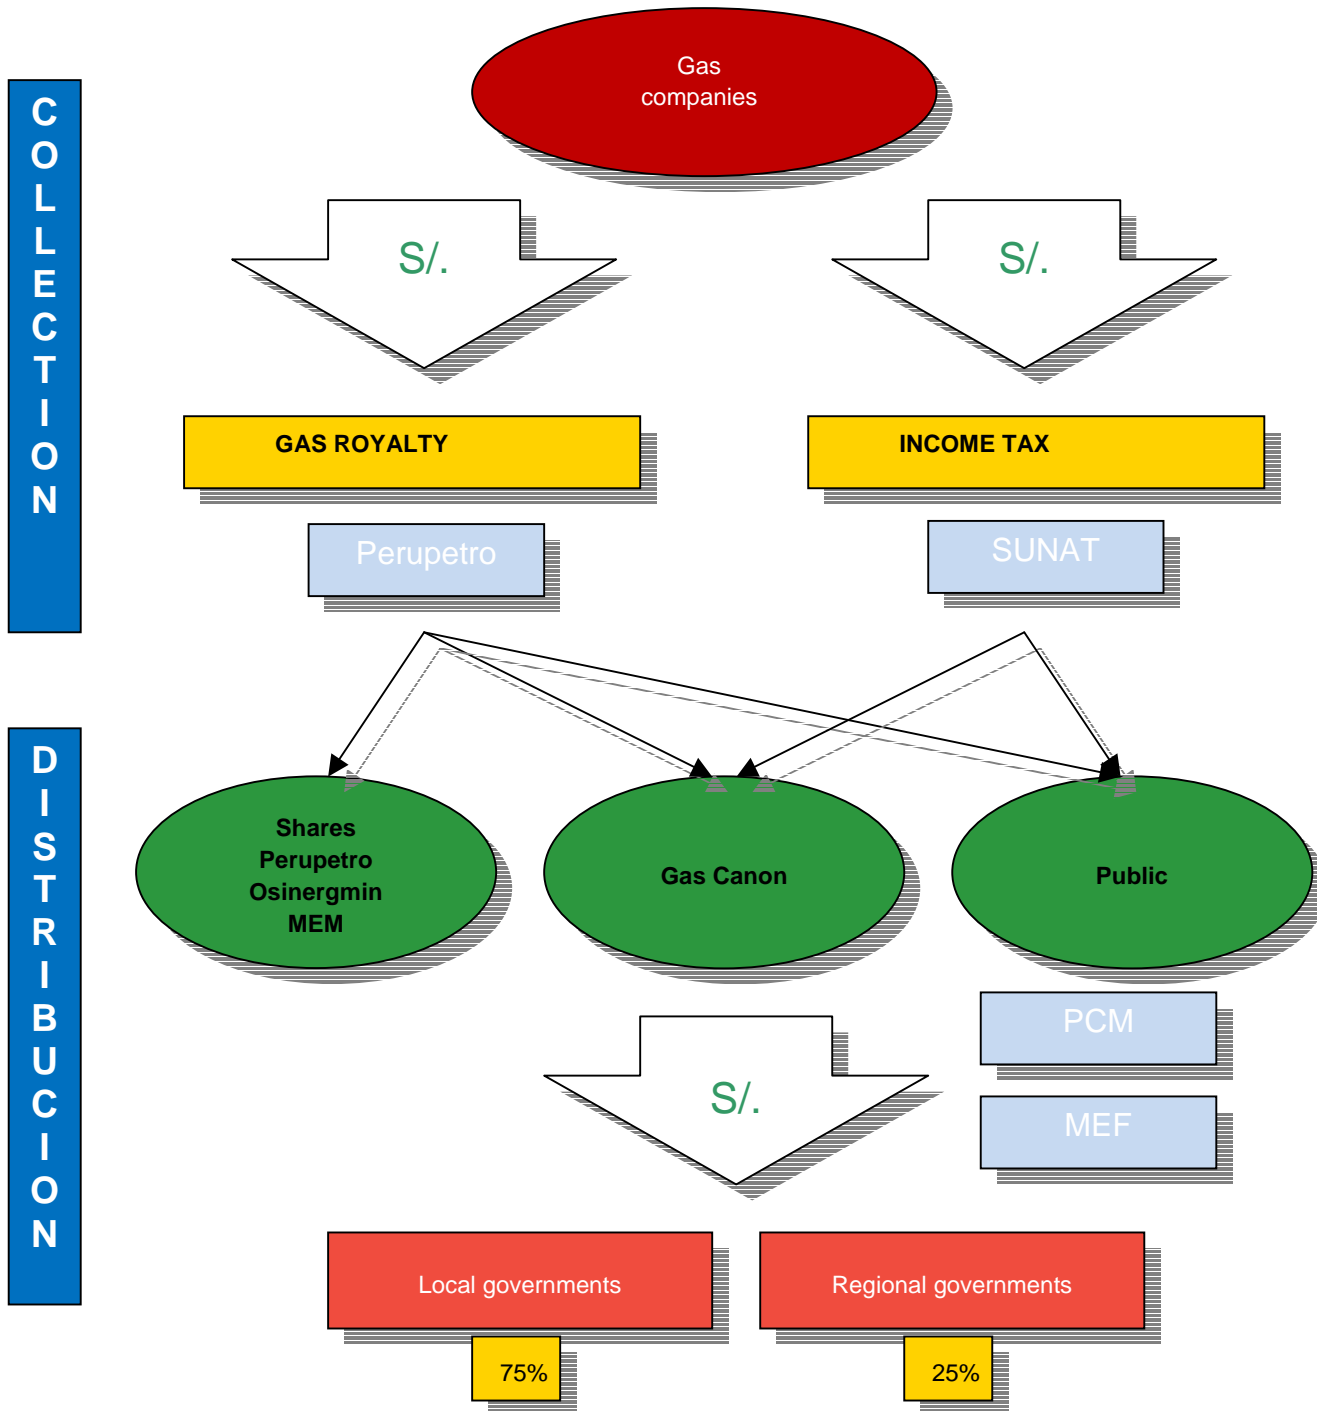 COLLECTION
Gas
companies
S/.
S/.
GAS ROYALTY
INCOME TAX
Perupetro
SUNAT
DISTRIBUCION
Shares
Perupetro
Osinergmin
MEM
Gas Canon
Public
PCM
MEF
S/.
Local governments
Regional governments
75%
25%